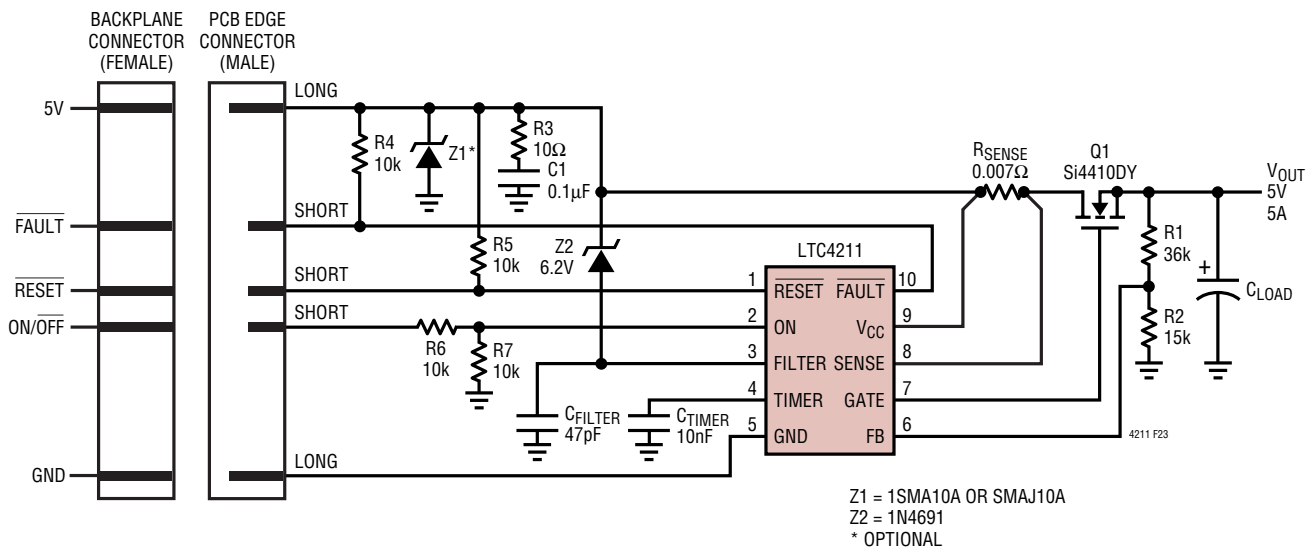 BACKPLANE
CONNECTOR
(FEMALE)
PCB EDGE
CONNECTOR
(MALE)
LONG
5V
R4
10k
Z1*
R3
10Ω
C1
0.1µF
RSENSE
0.007Ω
Q1
Si4410DY
VOUT
5V
5A
SHORT
FAULT
R5
10k
Z2
6.2V
LTC4211
R1
36k
SHORT
RESET
1
RESET
FAULT
10
+
CLOAD
SHORT
ON/OFF
R6
10k
R7
10k
2
ON
VCC
9
R2
15k
3
FILTER
SENSE
8
4
TIMER
GATE
7
CFILTER
47pF
CTIMER
10nF
5
GND
FB
6
4211 F23
LONG
GND
Z1 = 1SMA10A OR SMAJ10A
Z2 = 1N4691
* OPTIONAL